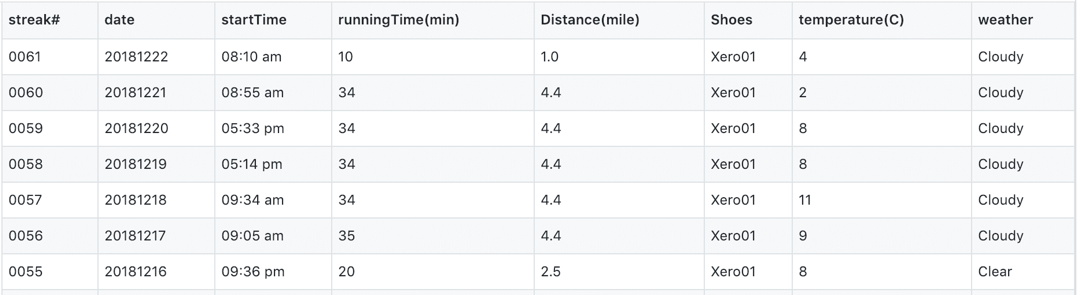 streak# date startTime runningTime(min) Distance(mile) Shoes temperature(C) weather
0061 20181222 08:10 am 10 1.0 Xero01 4 Cloudy
0060 20181221 08:55 am 34 4.4 Xero01 2 Cloudy
0059 20181220 05:33 pm 34 4.4 Xero01 8 Cloudy
0058 20181219 05:14 pm 34 4.4 Xero01 8 Cloudy
0057 20181218 09:34 am 34 4.4 Xero01 11 Cloudy
0056 20181217 09:05 am 35 4.4 Xero01 9 Cloudy
0055 20181216 09:36 pm 20 2.5 Xero01 8 Clear